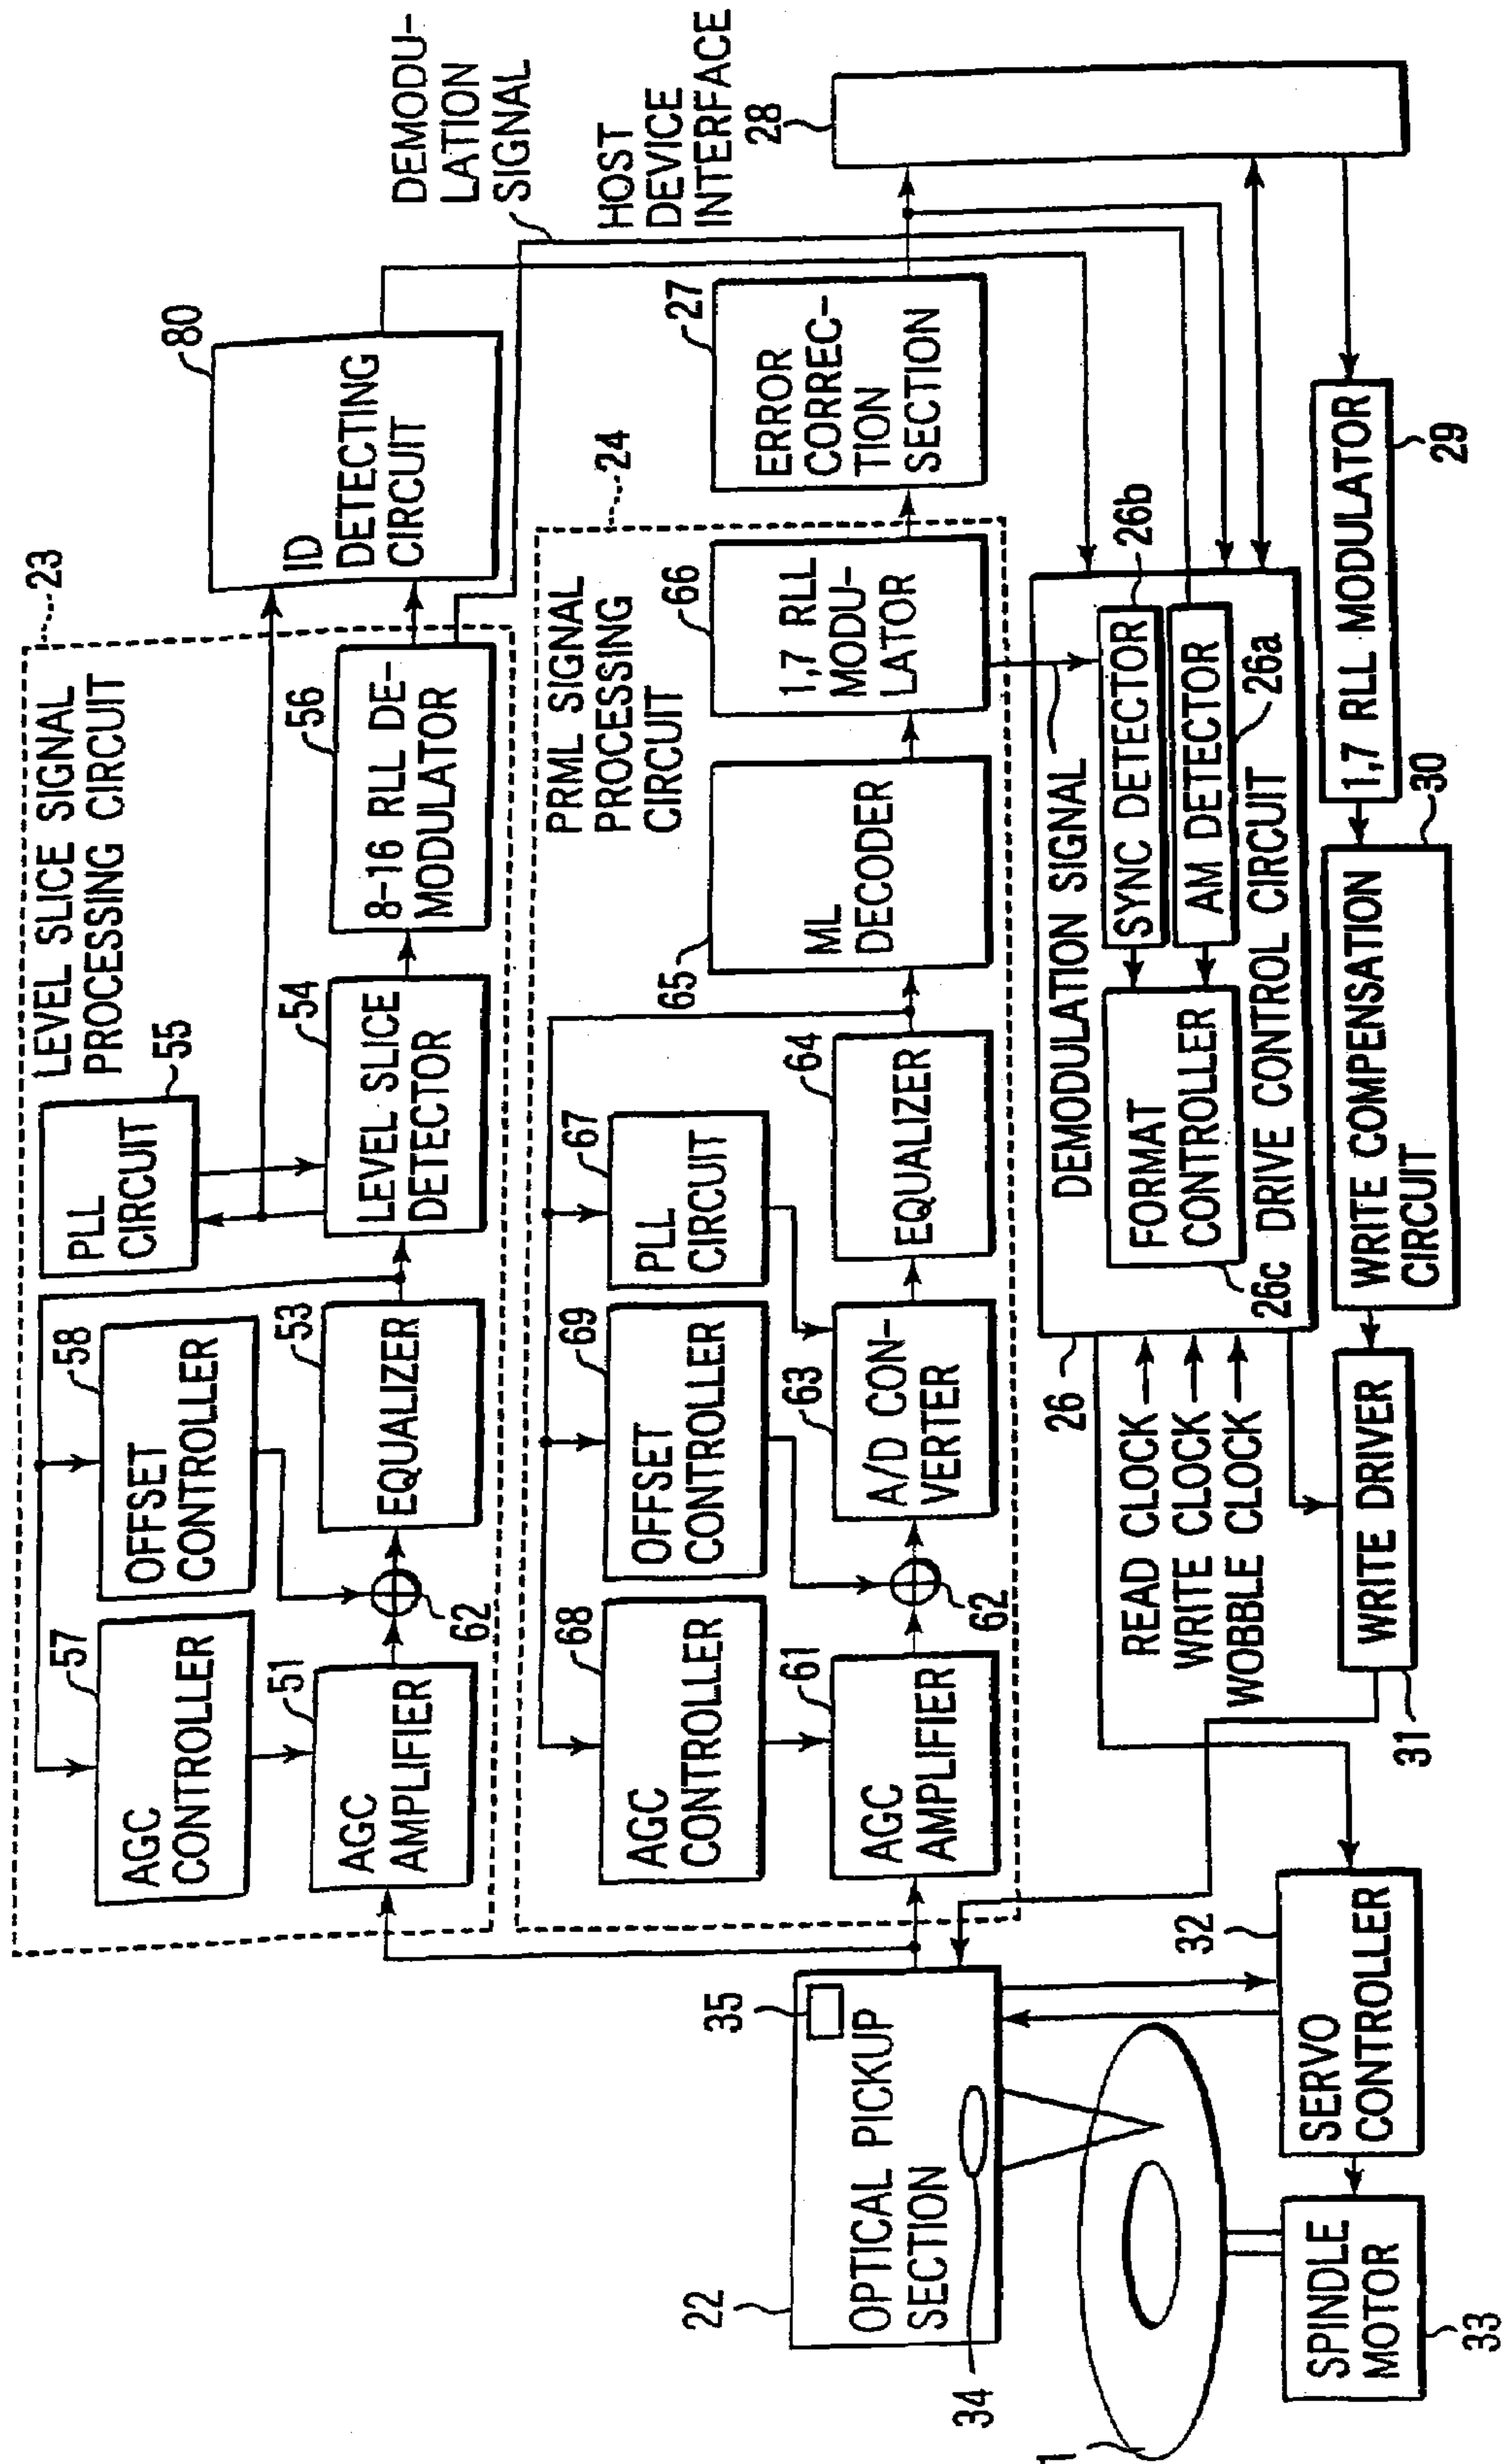 LEVEL SLICE SIGNAL
PROCESSING CIRCUIT
23
57
AGC
CONTROLLER
58
OFFSET
CONTROLLER
PLL
CIRCUIT
55
51
AGC
AMPLIFIER
62
53
EQUALIZER
54
LEVEL SLICE
DETECTOR
56
8-16 RLL DE-
MODULATOR
80
ID
DETECTING
CIRCUIT
DEMODU-
LATION
SIGNAL
PRML SIGNAL
PROCESSING
CIRCUIT
24
68
AGC
CONTROLLER
69
OFFSET
CONTROLLER
67
PLL
CIRCUIT
61
AGC
AMPLIFIER
62
63
A/D CON-
VERTER
64
EQUALIZER
65
ML
DECODER
66
1,7 RLL
MODU-
LATOR
27
ERROR
CORREC-
TION
SECTION
HOST
DEVICE
INTERFACE
28
22
35
OPTICAL PICKUP
SECTION
34
1
26
READ CLOCK
WRITE CLOCK
WOBBLE CLOCK
DEMODULATION SIGNAL
FORMAT
CONTROLLER
26c
SYNC DETECTOR
26b
AM DETECTOR
26a
DRIVE CONTROL CIRCUIT
SPINDLE
MOTOR
33
32
SERVO
CONTROLLER
WRITE DRIVER
31
WRITE COMPENSATION
CIRCUIT
30
1,7 RLL MODULATOR
29